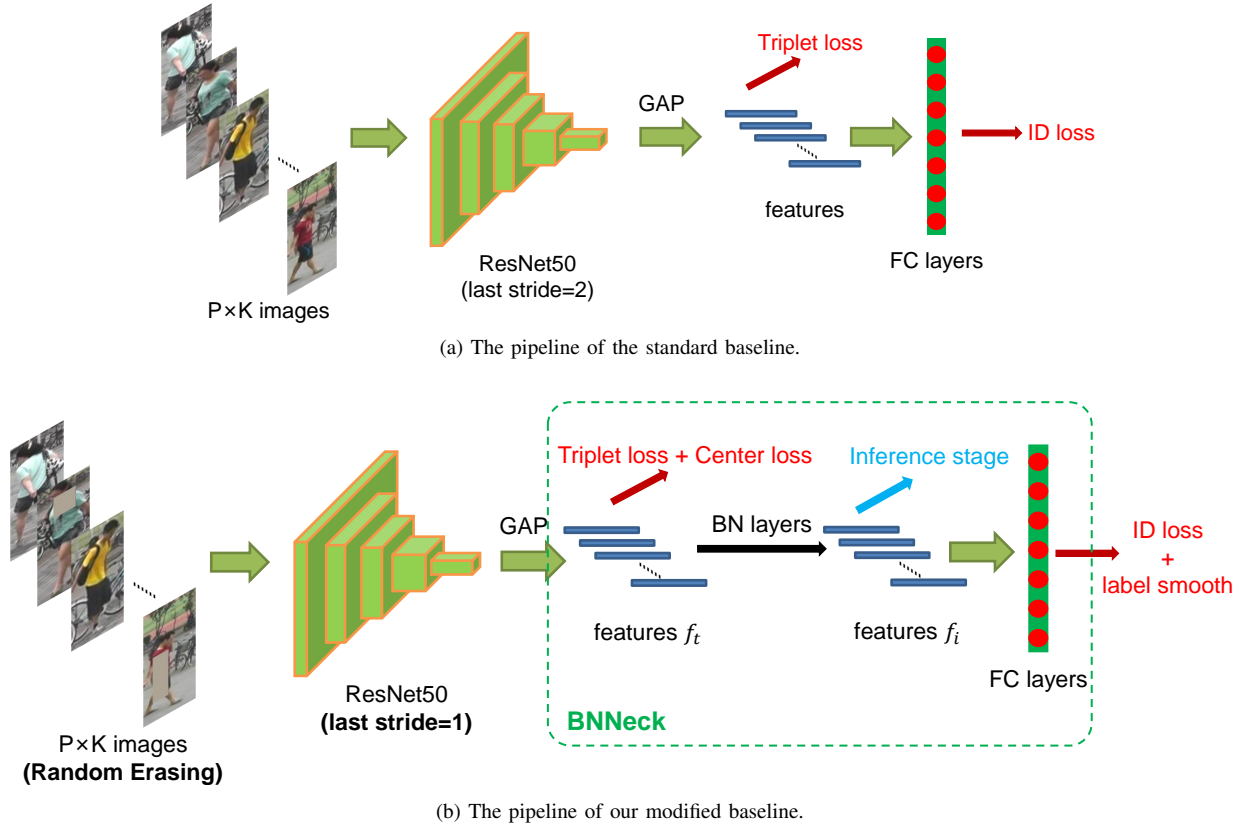 Triplet loss
GAP
ID loss
features
FC layers
ResNet50
(last stride=2)
P×K images
(a) The pipeline of the standard baseline.
Triplet loss + Center loss
Inference stage
GAP
BN layers
ID loss
+
label smooth
features f_t
features f_i
FC layers
ResNet50
(last stride=1)
BNNeck
P×K images
(Random Erasing)
(b) The pipeline of our modified baseline.